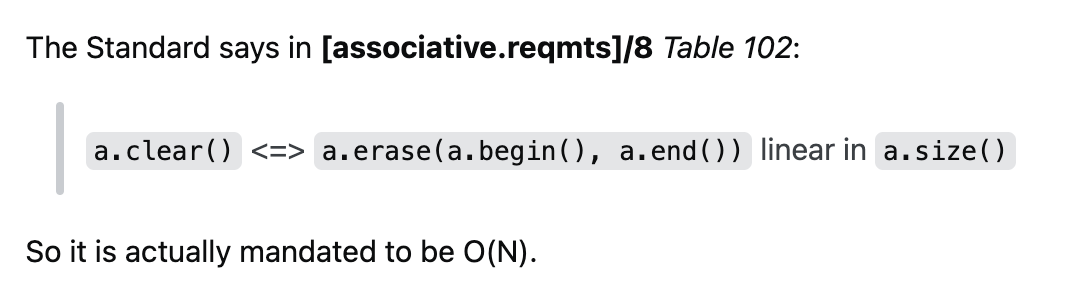 The Standard says in [associative.reqmts]/8 Table 102:
a.clear() <=> a.erase(a.begin(), a.end()) linear in a.size()
So it is actually mandated to be O(N).